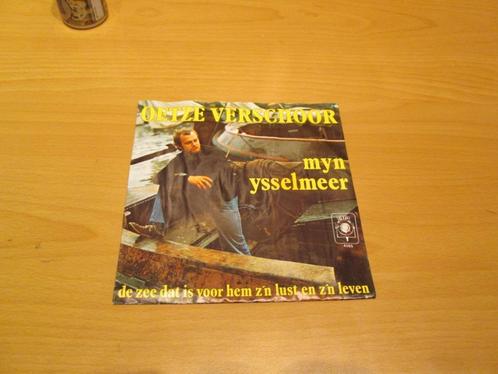 OETZE VERSCHOOR
myn
ysselmeer
de zee dat is voor hem z'n lust en z'n leven